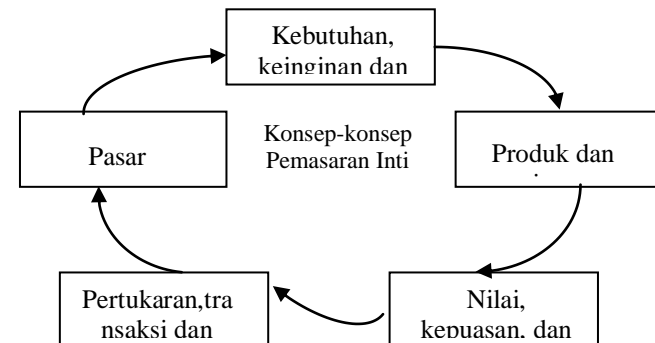 Kebutuhan,
keinginan dan
Konsep-konsep
Pemasaran Inti
Pasar
Produk dan
Pertukaran,tra
nsaksi dan
Nilai,
kepuasan, dan